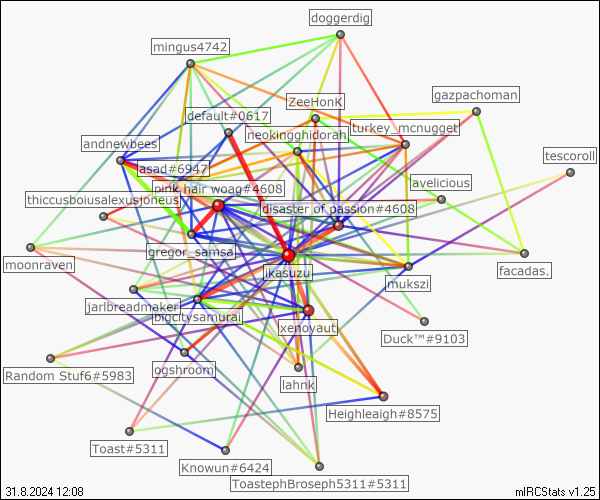 doggerdig
mingus4742
gazpachoman
ZeeHonK
default#0617
turkey_mcnugget
neokingghidorah
andnewbees
tescoroll
asad#6947
pink hair woag#4608
lavelicious
thiccusboiusalexusjoneus
disaster of passion#4608
gregor_samsa
facadas.
moonraven
ikasuzu
mukszi
jarlbreadmaker
bigcitysamurai
xenoyaut
Duck™#9103
ogshroom
Random Stuf6#5983
lahnk
Heighleaigh#8575
Toast#5311
Knowun#6424
ToastephBroseph5311#5311
31.8.2024 12:08
mIRCStats v1.25